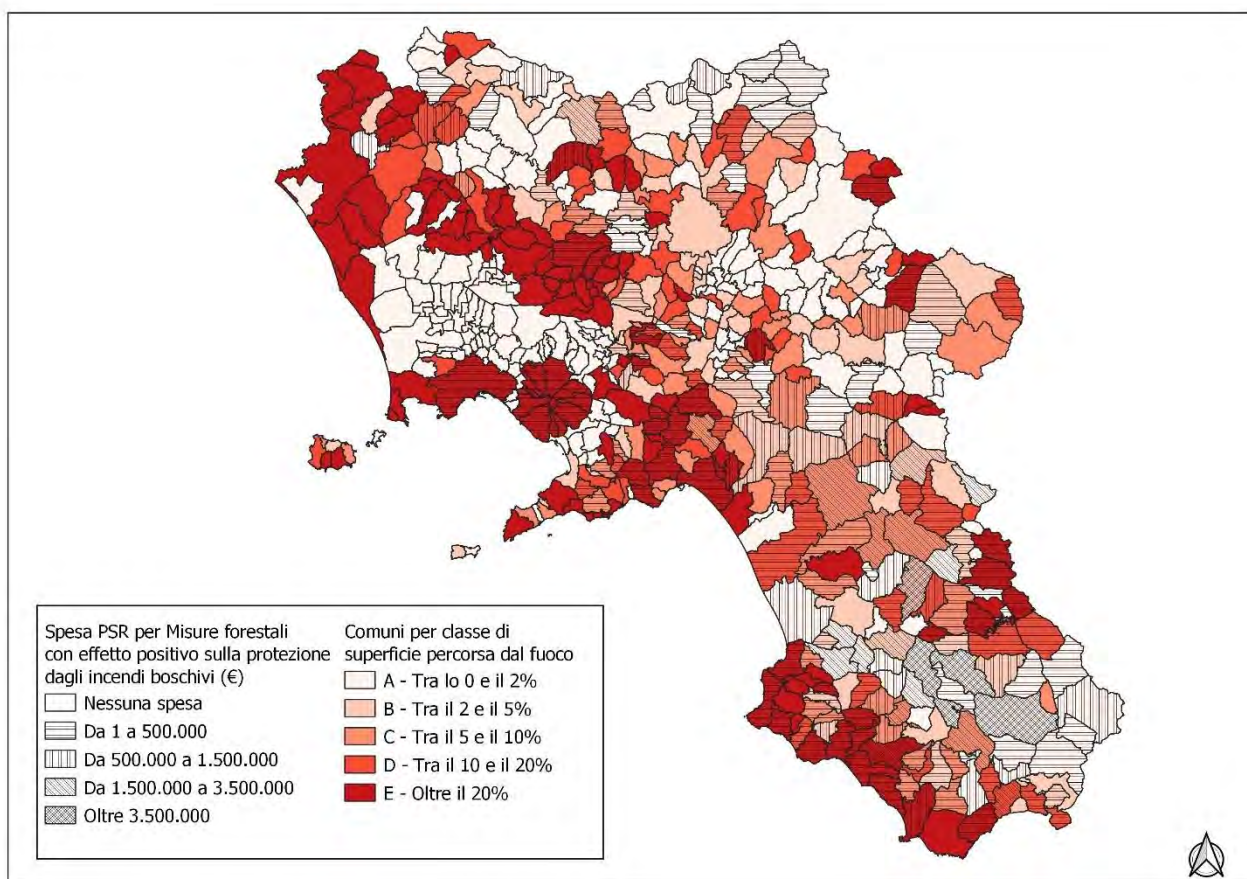 Spesa PSR per Misure forestali
con effetto positivo sulla protezione
dagli incendi boschivi (€)
Nessuna spesa
Da 1 a 500.000
Da 500.000 a 1.500.000
Da 1.500.000 a 3.500.000
Oltre 3.500.000
Comuni per classe di
superficie percorsa dal fuoco
A - Tra lo 0 e il 2%
B - Tra il 2 e il 5%
C - Tra il 5 e il 10%
D - Tra il 10 e il 20%
E - Oltre il 20%